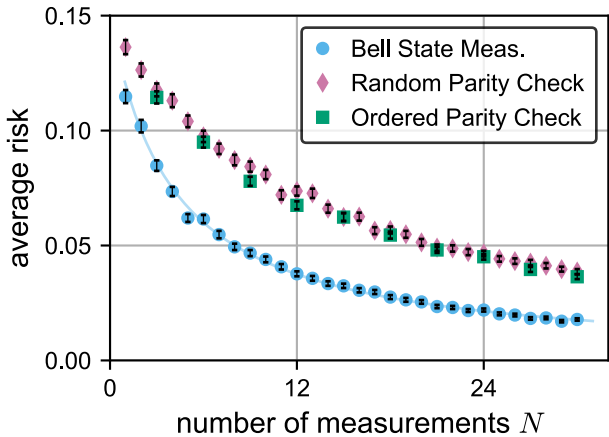 0.15
0.10
0.05
0.00
average risk
Bell State Meas.
Random Parity Check
Ordered Parity Check
0
12
24
number of measurements N